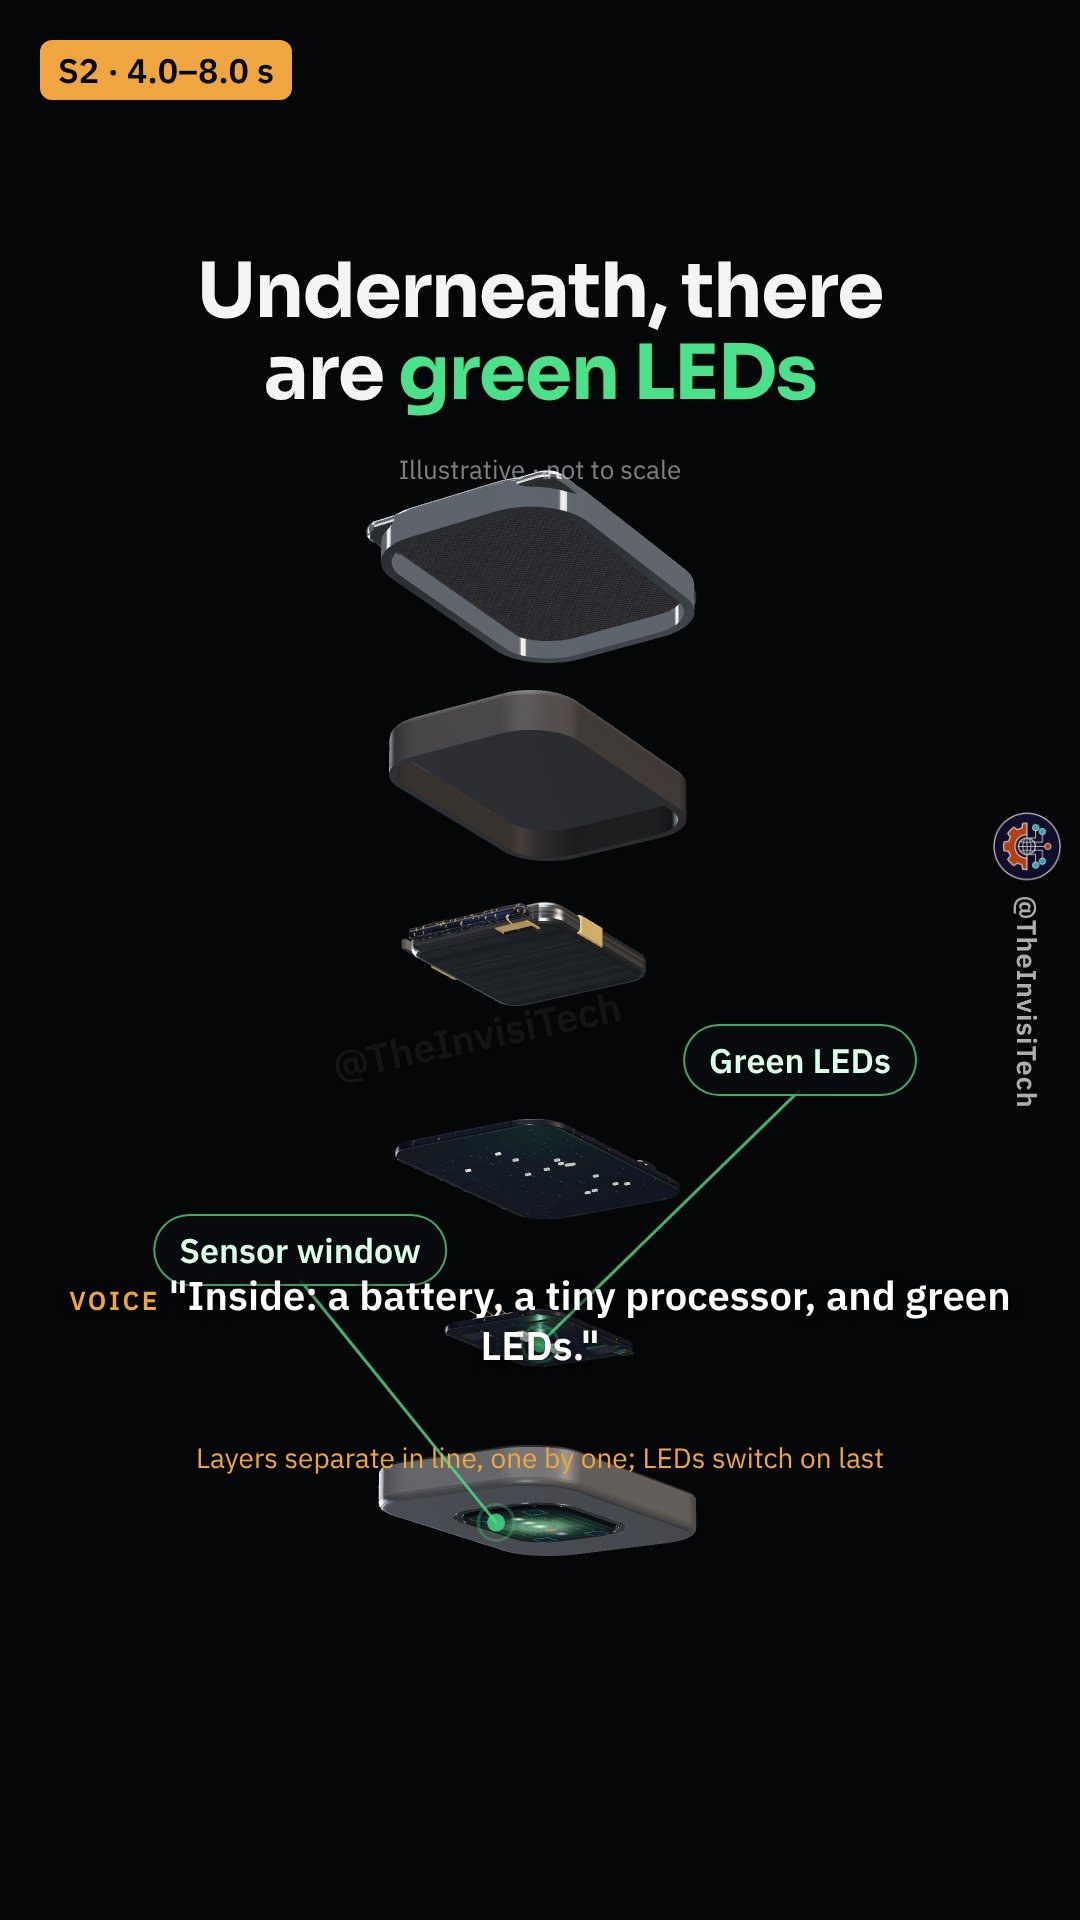 S2 · 4.0–8.0 s
Underneath, there
are green LEDs
Illustrative · not to scale
@TheInvisiTech
@TheInvisiTech
Green LEDs
Sensor window
VOICE "Inside: a battery, a tiny processor, and green
LEDs."
Layers separate in line, one by one; LEDs switch on last